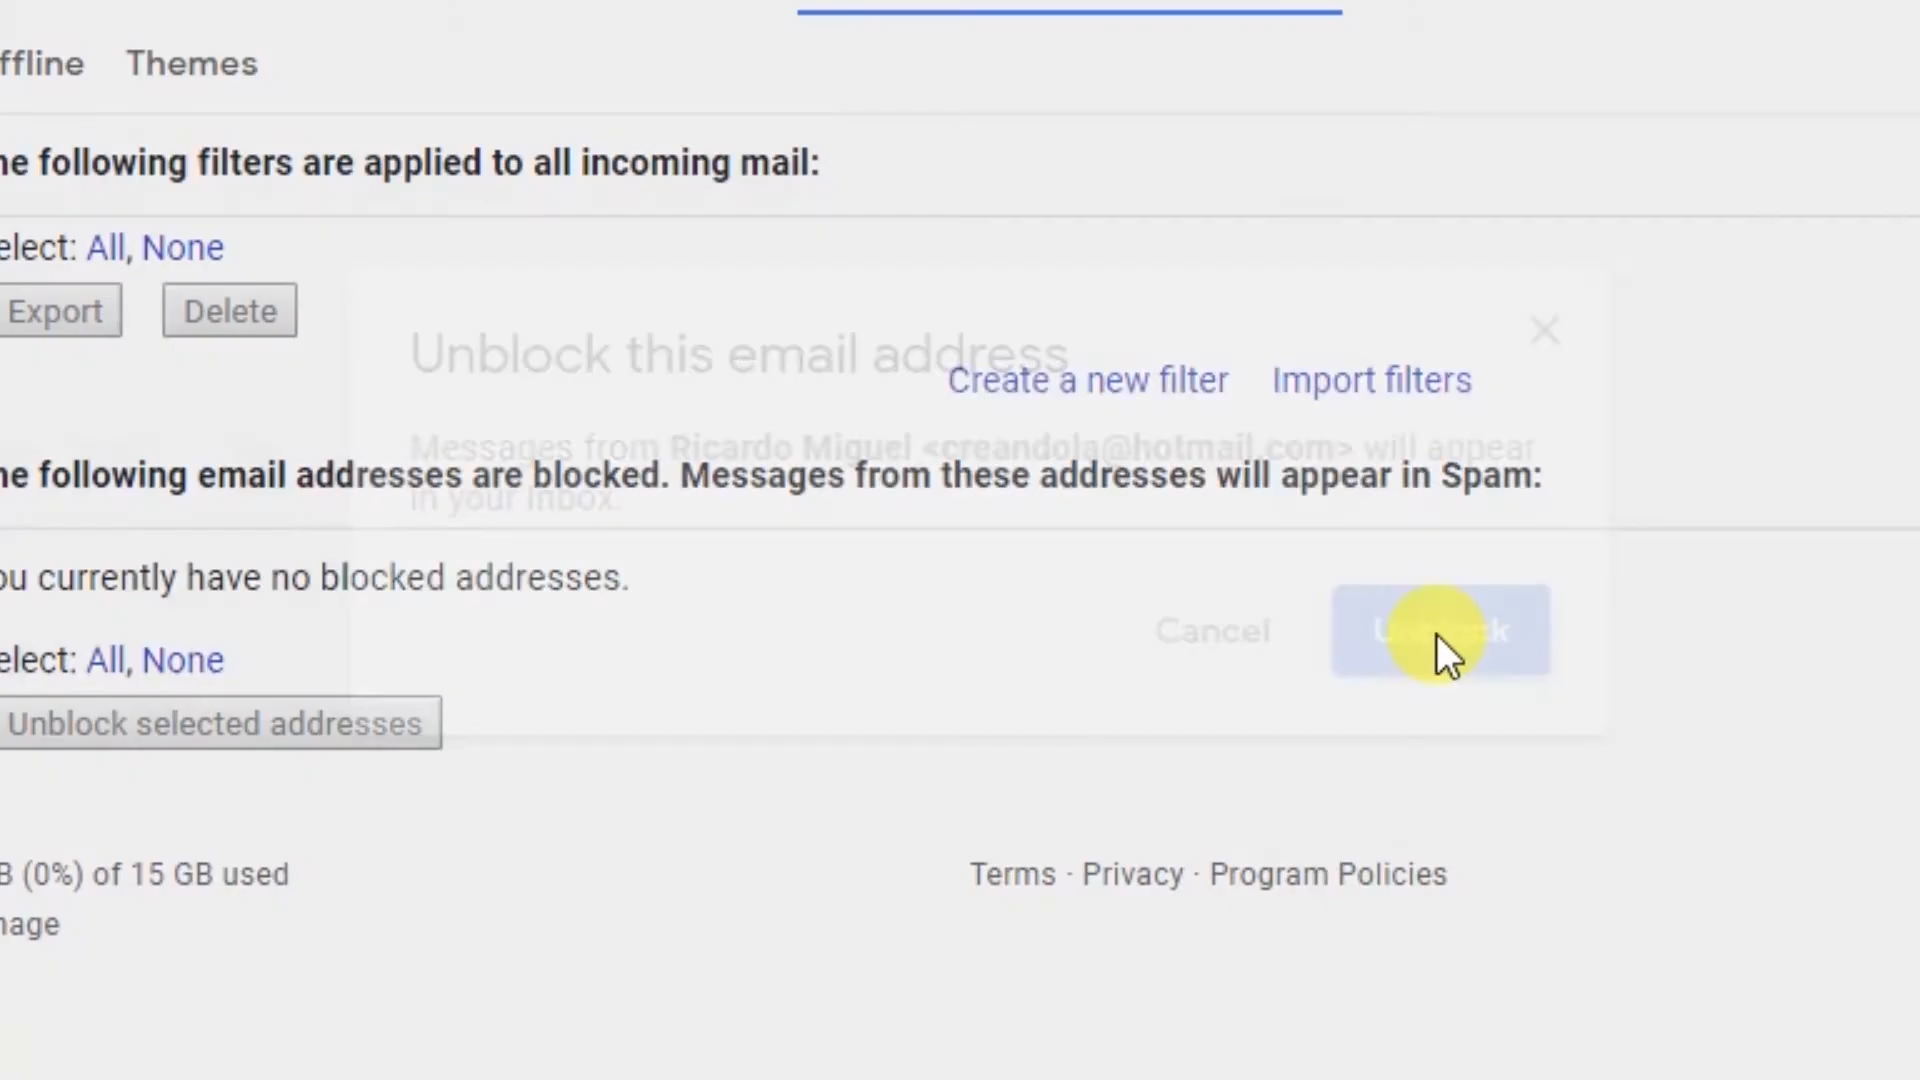 ffline Themes
he following filters are applied to all incoming mail:
elect: All, None
Export Delete
Unblock this email address
Create a new filter Import filters
Messages from Ricardo Miguel <creandola@hotmail.com> will appear
in your Inbox.
he following email addresses are blocked. Messages from these addresses will appear in Spam:
ou currently have no blocked addresses.
Cancel Unblock
elect: All, None
Unblock selected addresses
B (0%) of 15 GB used
Terms · Privacy · Program Policies
nage